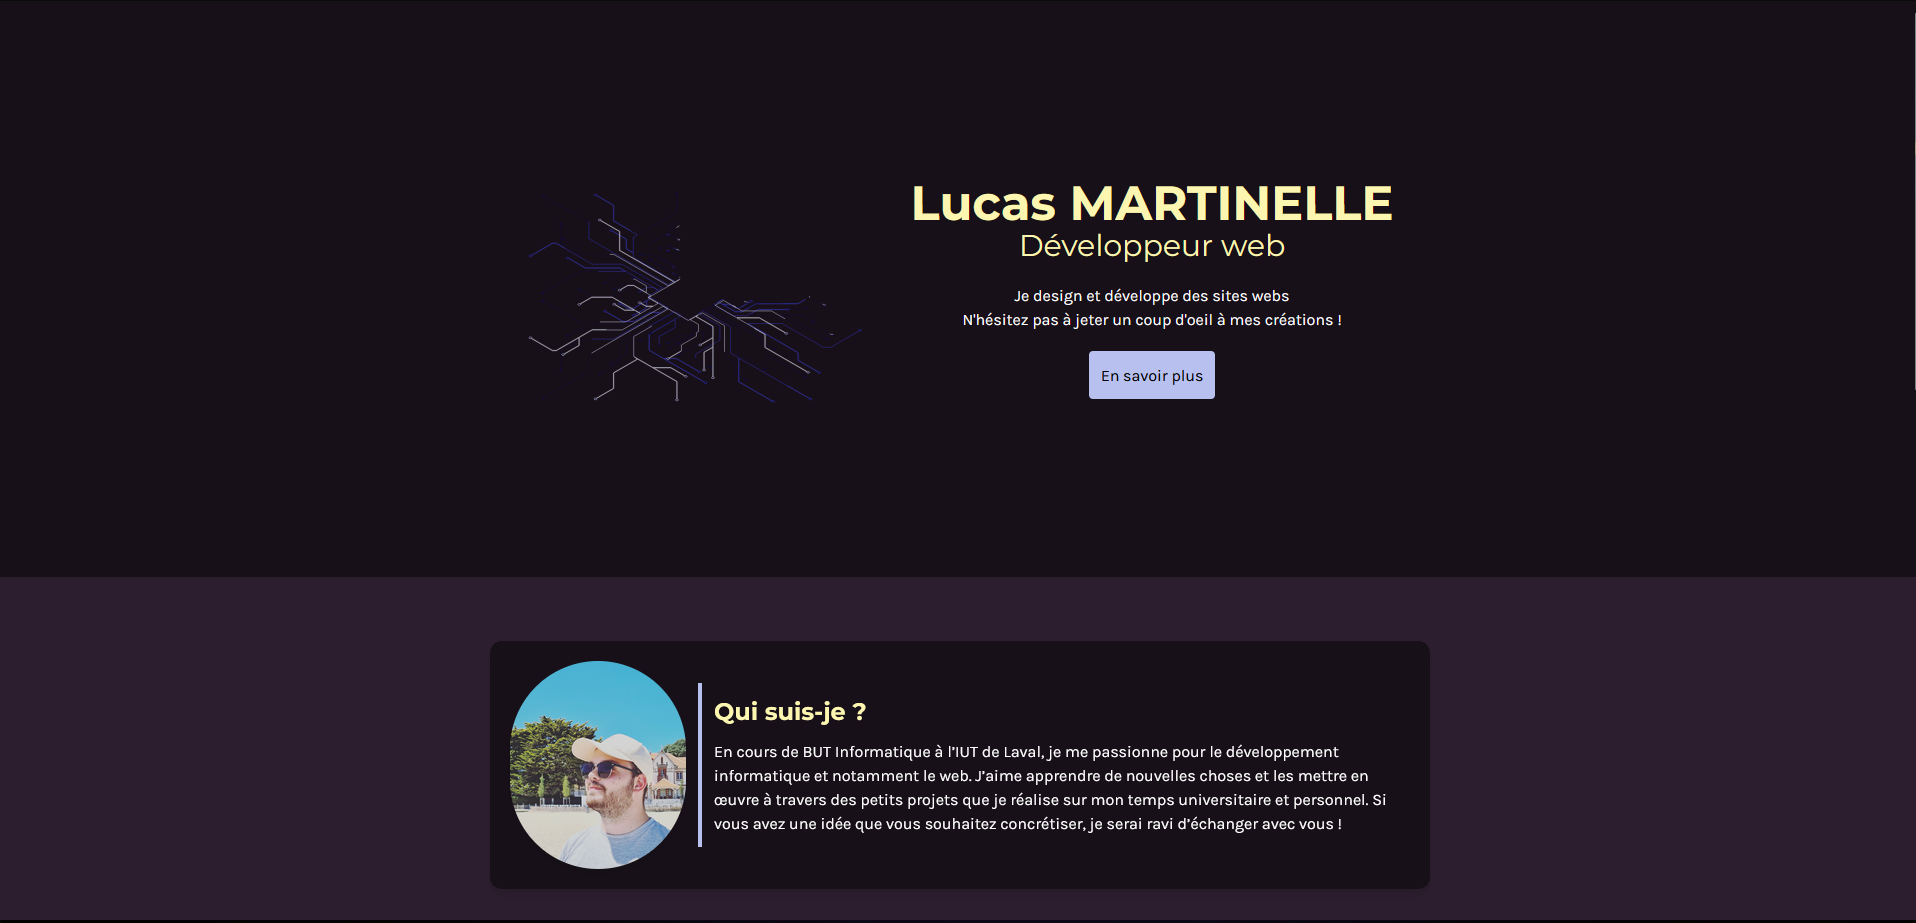 Lucas MARTINELLE
Développeur web
Je design et développe des sites webs
N'hésitez pas à jeter un coup d'oeil à mes créations !
En savoir plus
Qui suis-je ?
En cours de BUT Informatique à l’IUT de Laval, je me passionne pour le développement
informatique et notamment le web. J’aime apprendre de nouvelles choses et les mettre en
œuvre à travers des petits projets que je réalise sur mon temps universitaire et personnel. Si
vous avez une idée que vous souhaitez concrétiser, je serai ravi d’échanger avec vous !